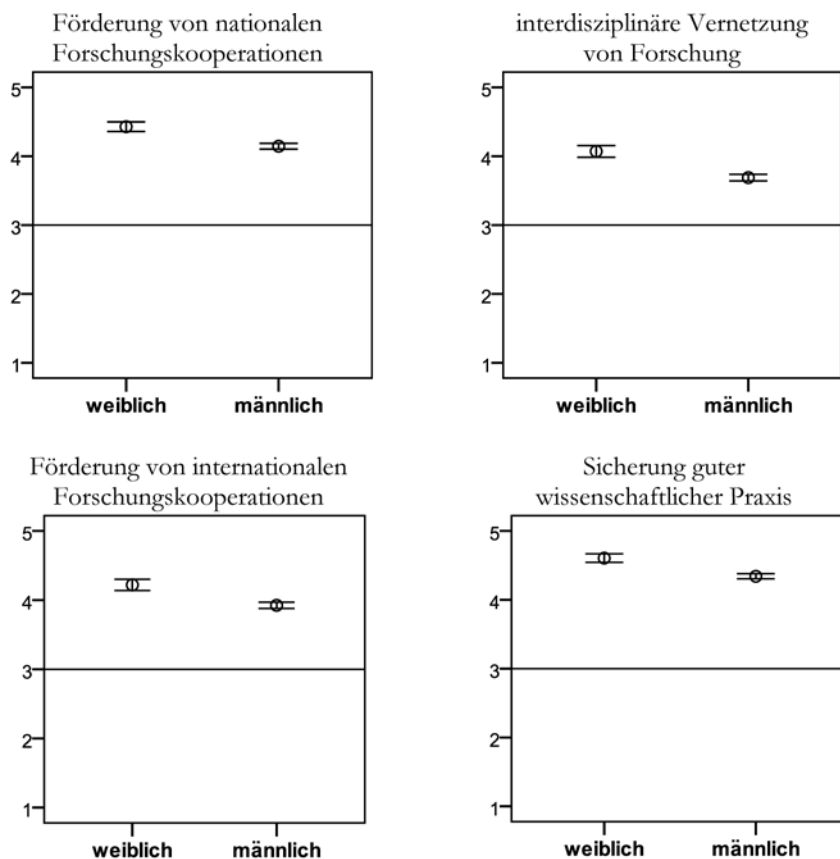 Förderung von nationalen
Forschungskooperationen
5
4
3
2
1
weiblich männlich
interdisziplinäre Vernetzung
von Forschung
5
4
3
2
1
weiblich männlich
Förderung von internationalen
Forschungskooperationen
5
4
3
2
1
weiblich männlich
Sicherung guter
wissenschaftlicher Praxis
5
4
3
2
1
weiblich männlich